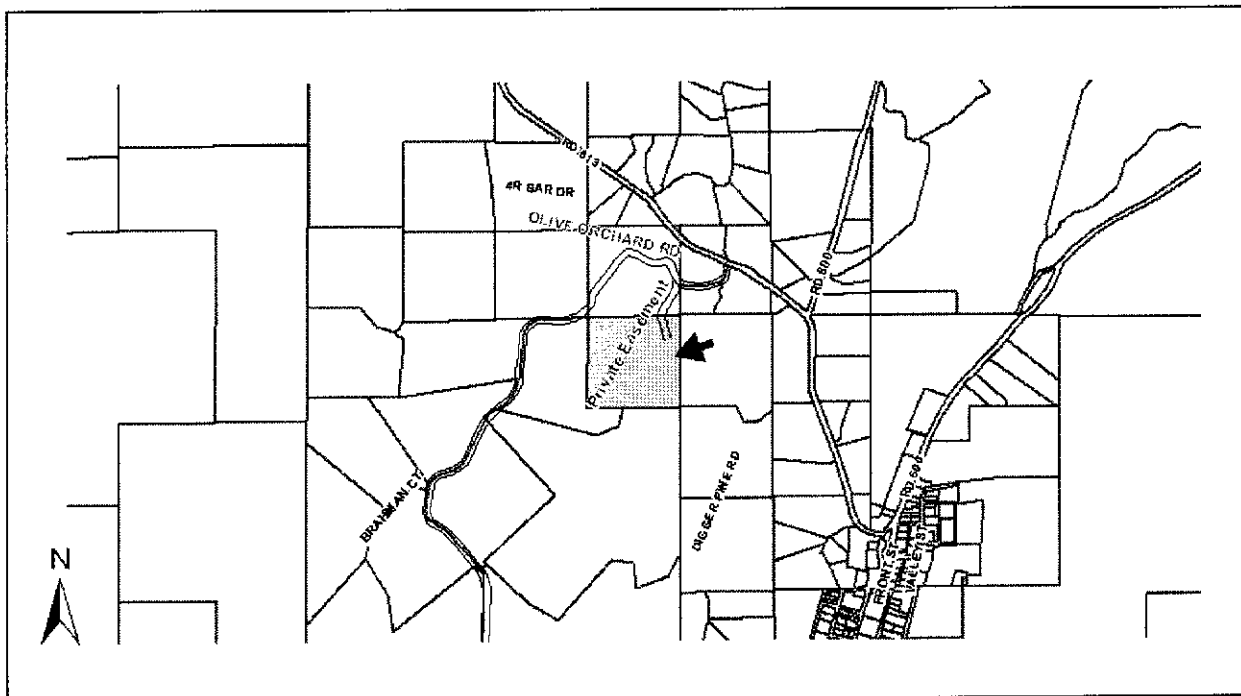 RD. 613
4R BAR DR
OLIVE ORCHARD RD
RD. 800
Private Easement
BRAHMAN CT
DIGGER PINE RD
RD. 600
FRONT ST
VALLEY ST
N